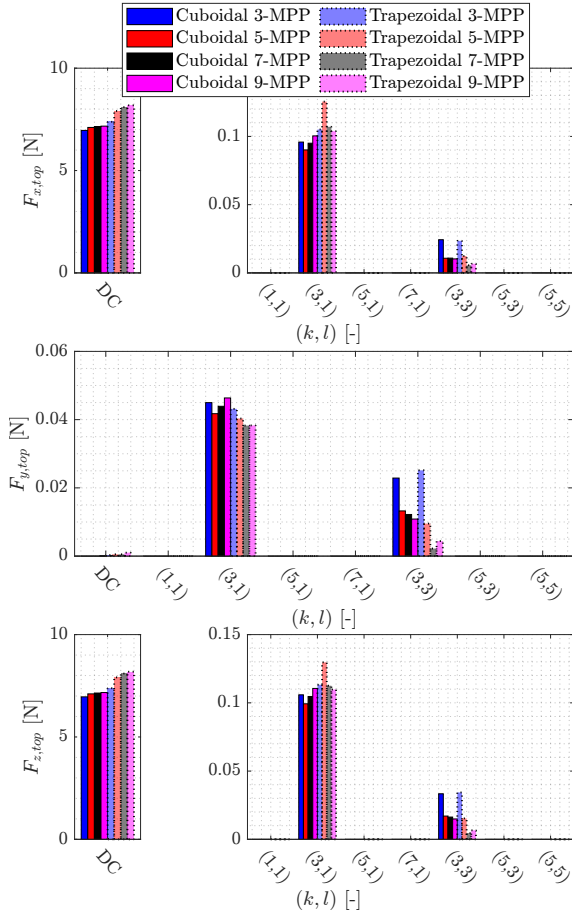 Cuboidal 3-MPP Trapezoidal 3-MPP
Cuboidal 5-MPP Trapezoidal 5-MPP
Cuboidal 7-MPP Trapezoidal 7-MPP
Cuboidal 9-MPP Trapezoidal 9-MPP
F_{x,top} [N]
10
5
0
0.1
0.05
0
DC
(1,1) (3,1) (5,1) (7,1) (3,3) (5,3) (5,5)
(k, l) [-]
F_{y,top} [N]
0.06
0.04
0.02
0
DC (1,1) (3,1) (5,1) (7,1) (3,3) (5,3) (5,5)
(k, l) [-]
F_{z,top} [N]
10
5
0
0.15
0.1
0.05
0
DC
(1,1) (3,1) (5,1) (7,1) (3,3) (5,3) (5,5)
(k, l) [-]